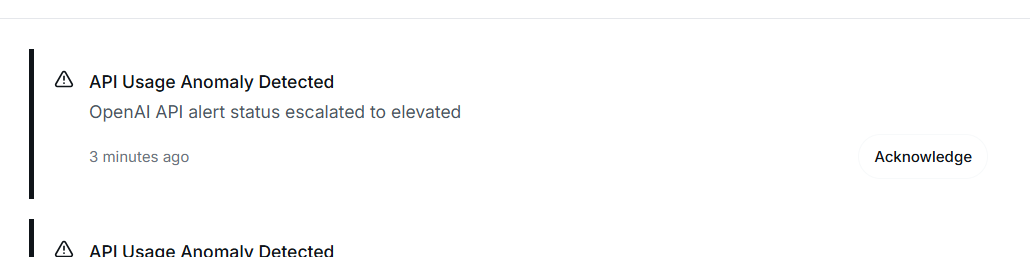 API Usage Anomaly Detected
OpenAI API alert status escalated to elevated
3 minutes ago
Acknowledge
API Usage Anomaly Detected